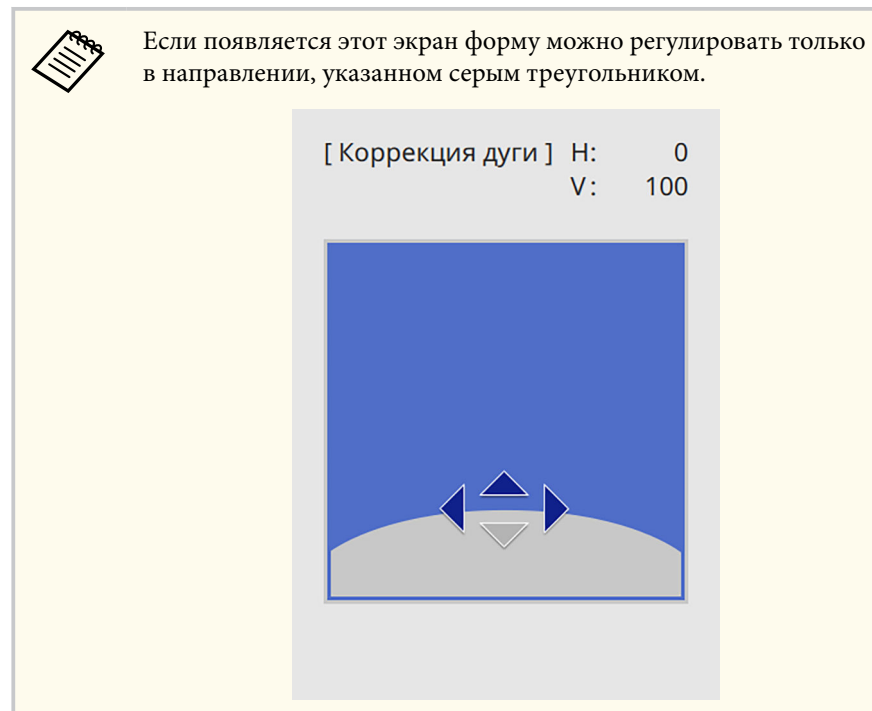 Если появляется этот экран форму можно регулировать только
в направлении, указанном серым треугольником.
[ Коррекция дуги ] H: 0
V: 100